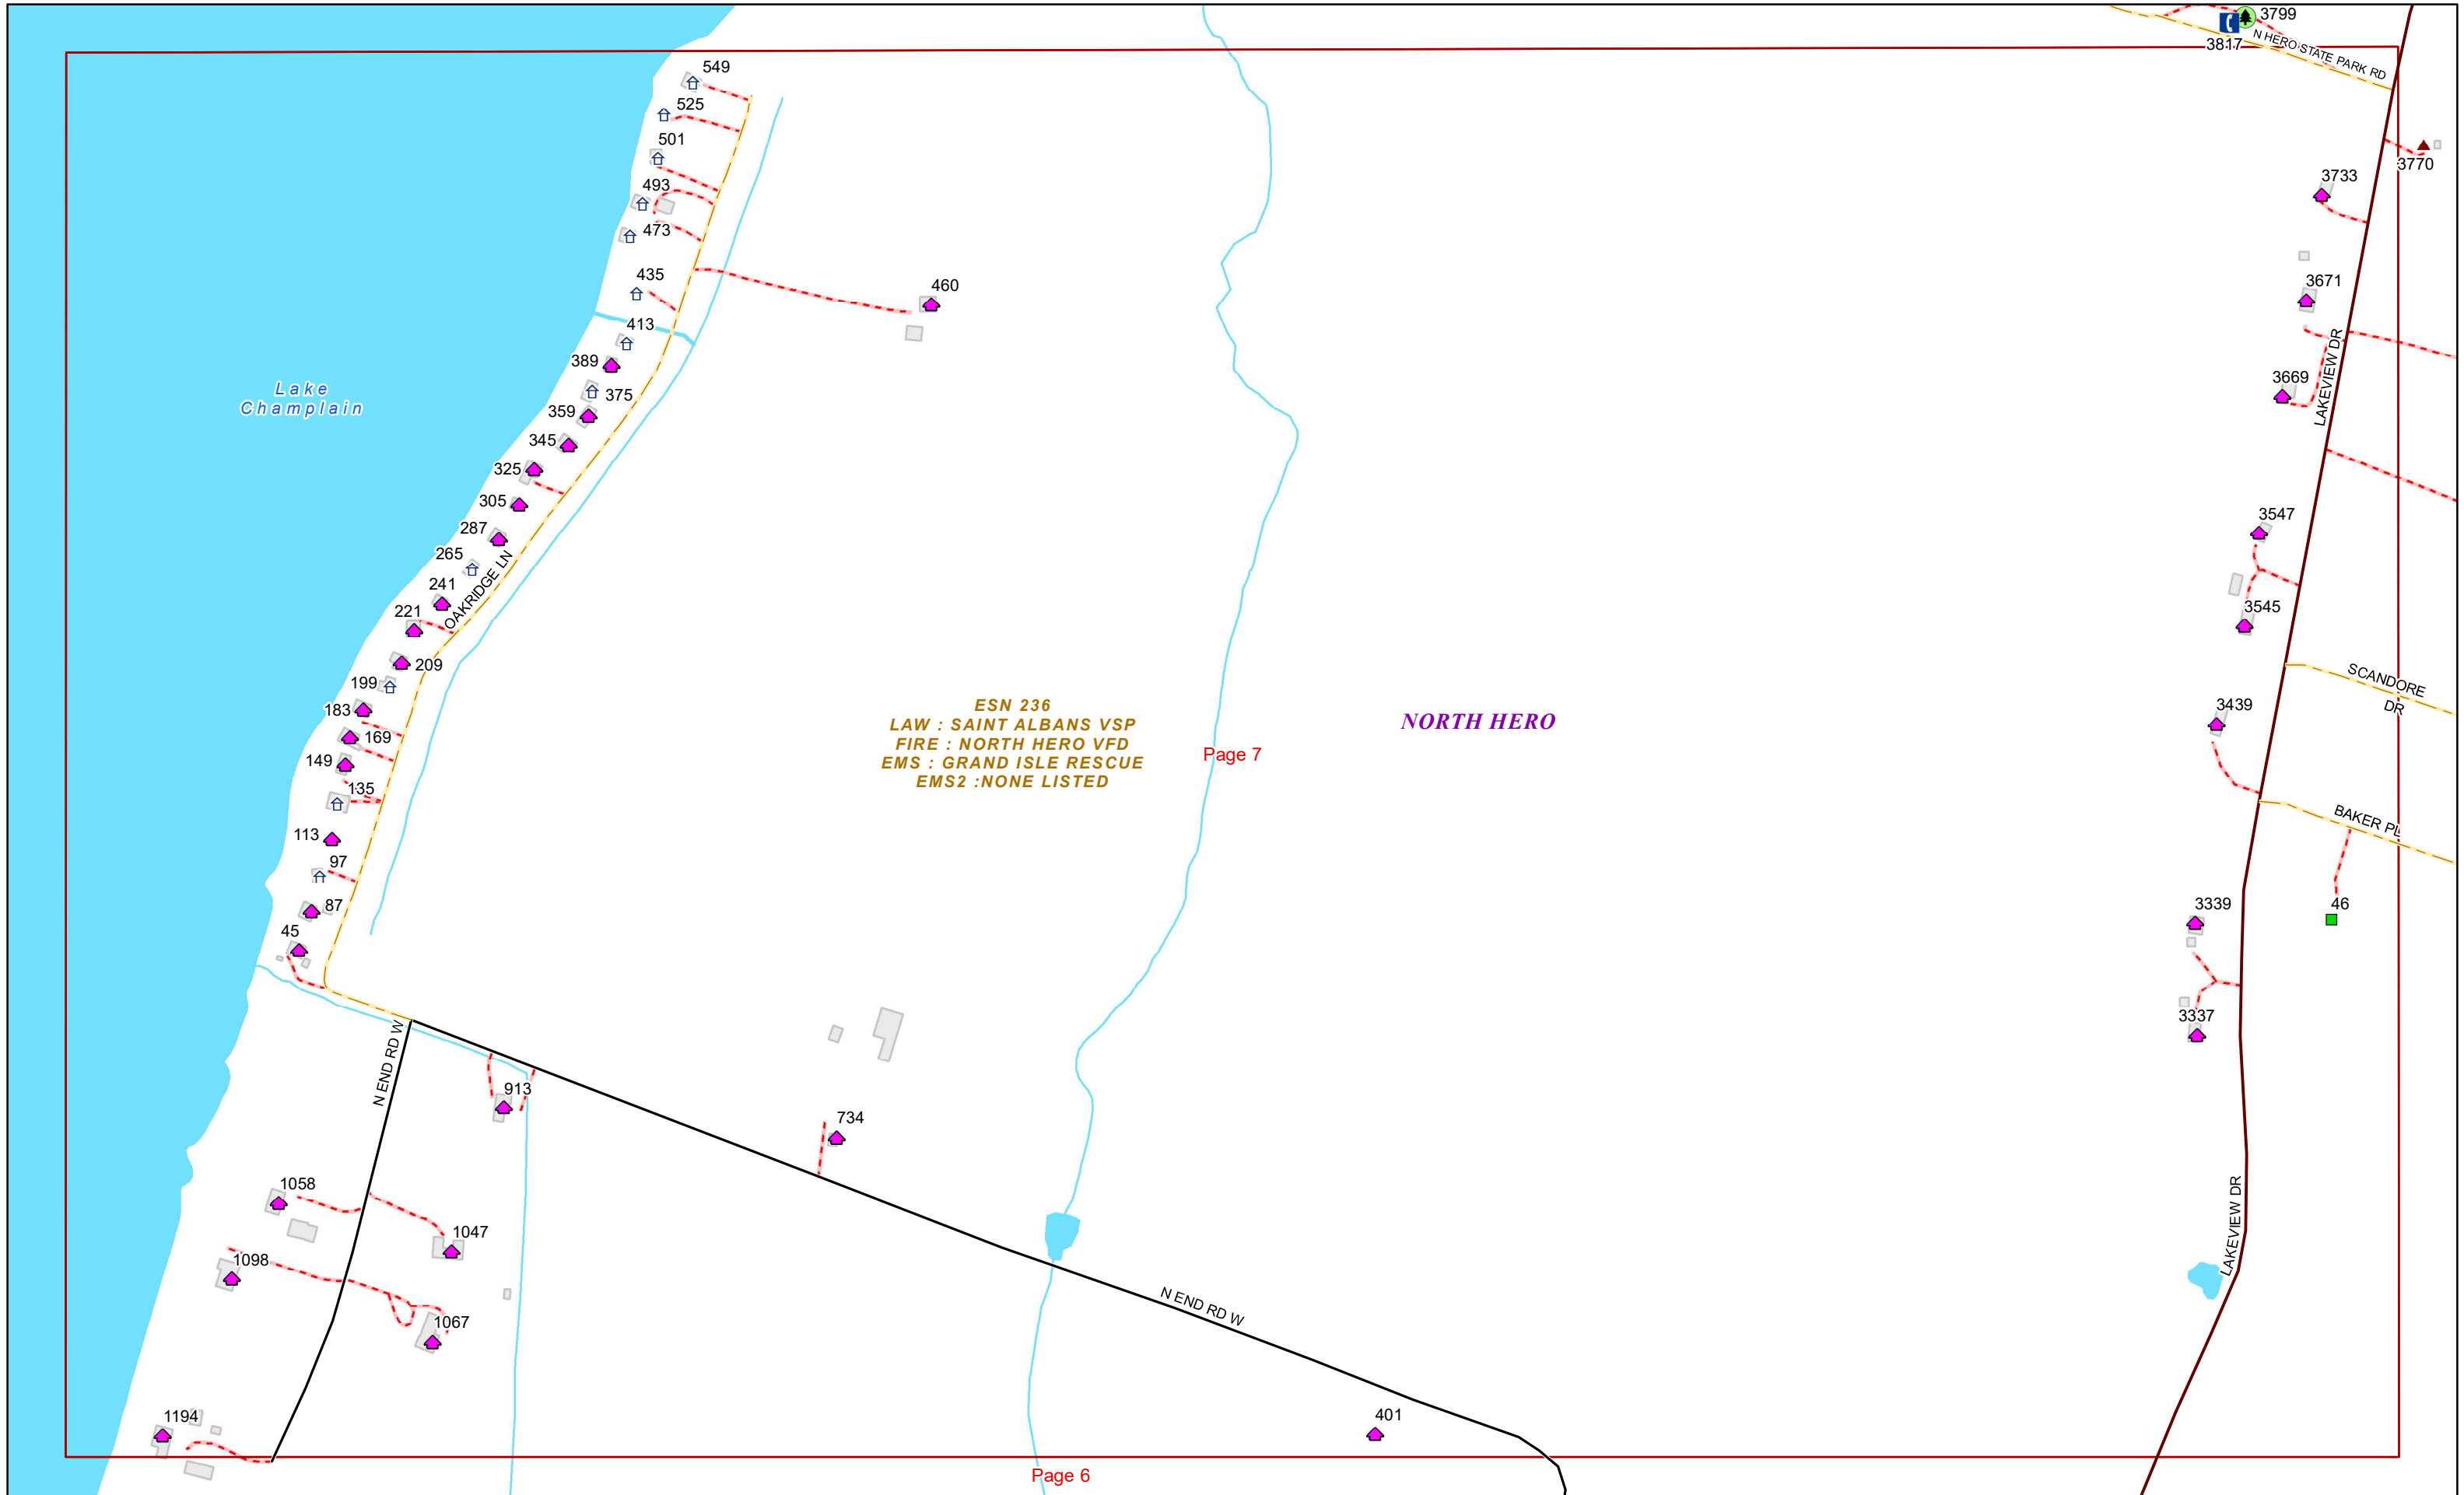 3799
3817
N HERO STATE PARK RD
549
525
501
493
473
435
460
413
389
375
359
345
325
305
287
265
241
221
OAKRIDGE LN
209
199
183
169
149
135
113
97
87
45
Lake
Champlain
3770
3733
3671
3669
LAKEVIEW DR
3547
3545
SCANDORE
DR
3439
BAKER PL
46
3339
3337
ESN 236
LAW : SAINT ALBANS VSP
FIRE : NORTH HERO VFD
EMS : GRAND ISLE RESCUE
EMS2 :NONE LISTED
NORTH HERO
Page 7
N END RD W
913
734
1058
1047
1098
1067
1194
N END RD W
LAKEVIEW DR
401
Page 6